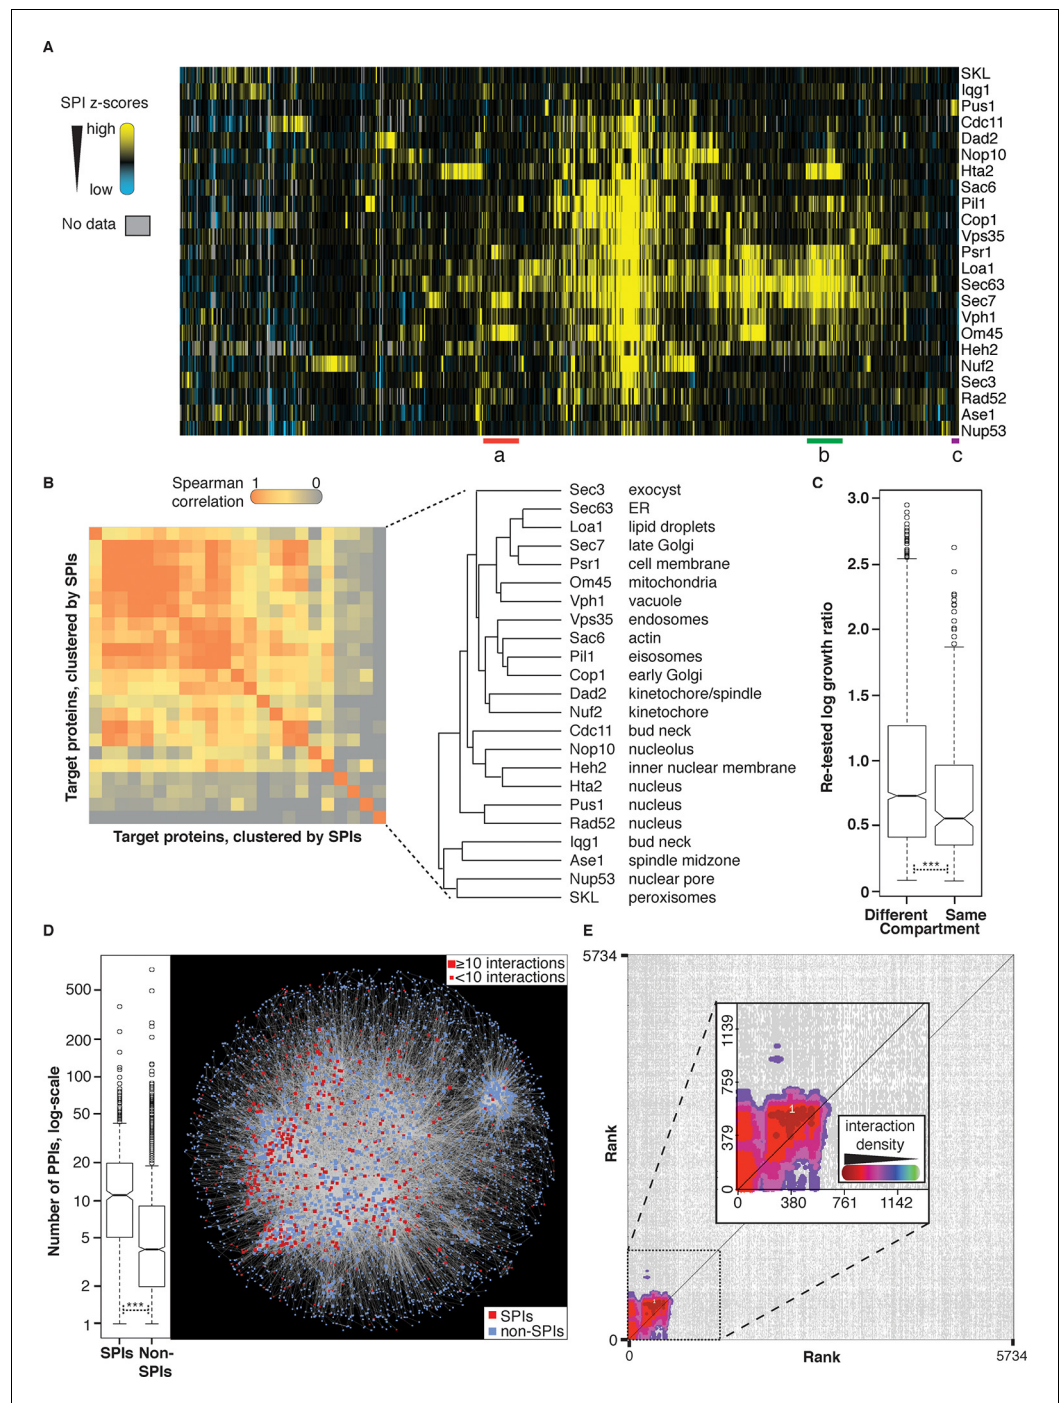 A
SPI z-scores
high
low
No data
SKL
Iqg1
Pus1
Cdc11
Dad2
Nop10
Hta2
Sac6
Pil1
Cop1
Vps35
Psr1
Loa1
Sec63
Sec7
Vph1
Om45
Heh2
Nuf2
Sec3
Rad52
Ase1
Nup53
a
b
c
B
Spearman correlation
1
0
Target proteins, clustered by SPIs
Target proteins, clustered by SPIs
Sec3 exocyst
Sec63 ER
Loa1 lipid droplets
Sec7 late Golgi
Psr1 cell membrane
Om45 mitochondria
Vph1 vacuole
Vps35 endosomes
Sac6 actin
Pil1 eisosomes
Cop1 early Golgi
Dad2 kinetochore/spindle
Nuf2 kinetochore
Cdc11 bud neck
Nop10 nucleolus
Heh2 inner nuclear membrane
Hta2 nucleus
Pus1 nucleus
Rad52 nucleus
Iqg1 bud neck
Ase1 spindle midzone
Nup53 nuclear pore
SKL peroxisomes
C
Re-tested log growth ratio
3.0
2.5
2.0
1.5
1.0
0.5
0
***
Different Same
Compartment
D
Number of PPIs, log-scale
500
200
100
50
20
10
5
2
1
***
SPIs Non-
SPIs
≥10 interactions
<10 interactions
SPIs
non-SPIs
E
5734
Rank
0
0
Rank
5734
1139
759
379
0
0 380 761 1142
1
interaction
density
1